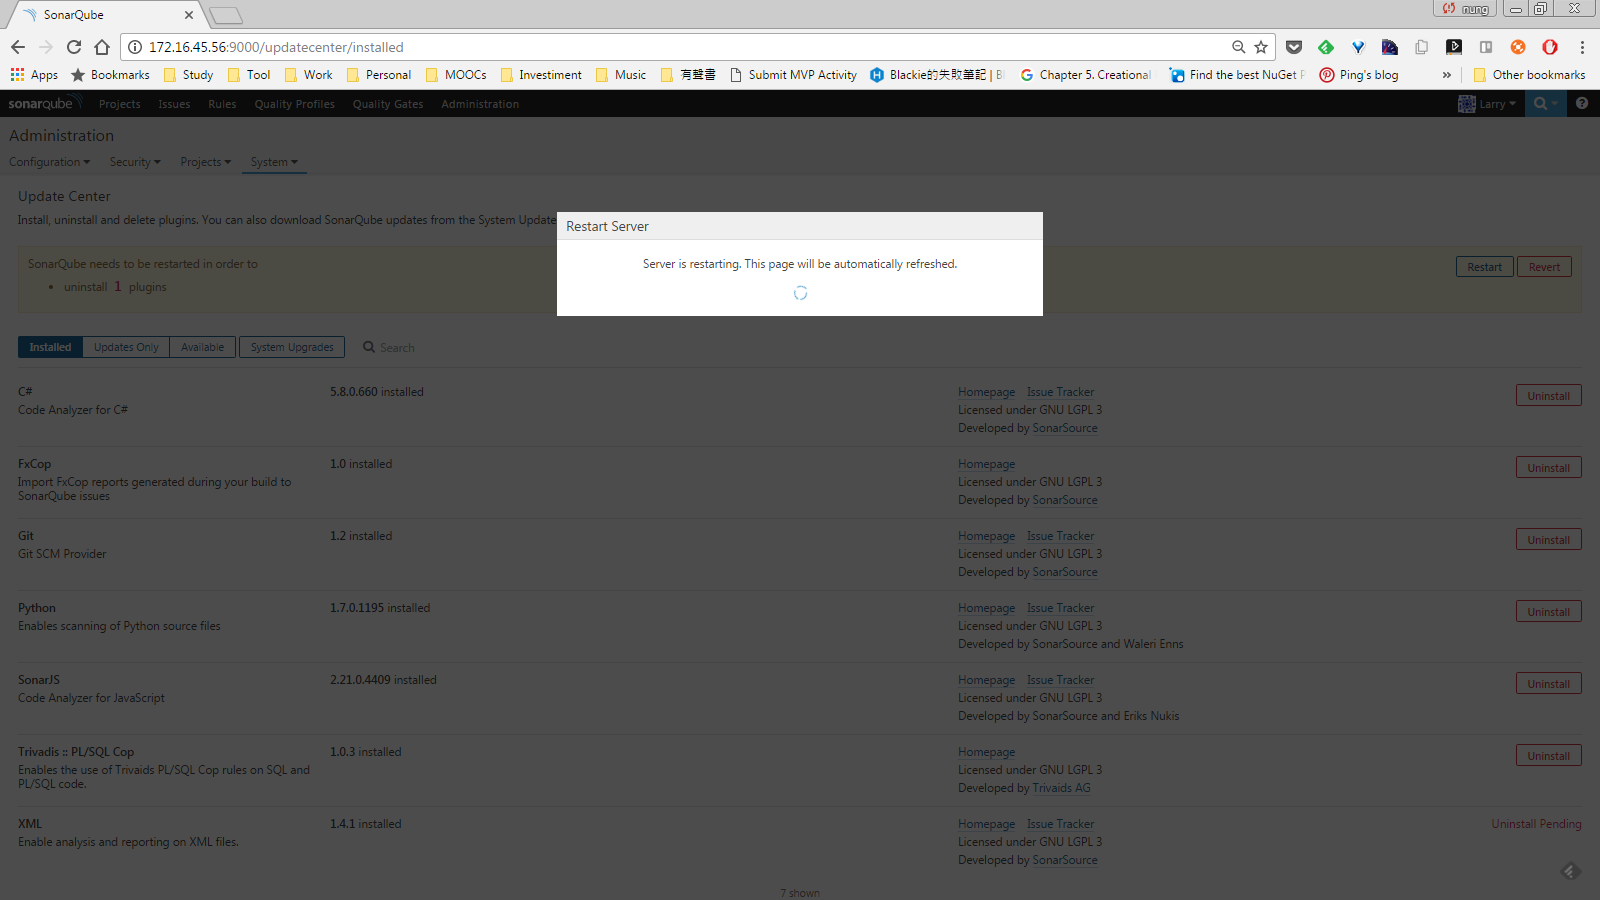 SonarQube
nung
172.16.45.56:9000/updatecenter/installed
Apps Bookmarks Study Tool Work Personal MOOCs Investiment Music 有聲書 Submit MVP Activity Blackie的失敗筆記 | Chapter 5. Creational Find the best NuGet Ping's blog » Other bookmarks
sonarqube Projects Issues Rules Quality Profiles Quality Gates Administration Larry
Administration
Configuration Security Projects System
Update Center
Install, uninstall and delete plugins. You can also download SonarQube updates from the System Update
Restart Server
Server is restarting. This page will be automatically refreshed.
SonarQube needs to be restarted in order to
• uninstall 1 plugins
Restart Revert
Installed Updates Only Available System Upgrades Search
C# 5.8.0.660 installed Homepage Issue Tracker Uninstall
Code Analyzer for C# Licensed under GNU LGPL 3
Developed by SonarSource
FxCop 1.0 installed Homepage Uninstall
Import FxCop reports generated during your build to Licensed under GNU LGPL 3
SonarQube issues Developed by SonarSource
Git 1.2 installed Homepage Issue Tracker Uninstall
Git SCM Provider Licensed under GNU LGPL 3
Developed by SonarSource
Python 1.7.0.1195 installed Homepage Issue Tracker Uninstall
Enables scanning of Python source files Licensed under GNU LGPL 3
Developed by SonarSource and Waleri Enns
SonarJS 2.21.0.4409 installed Homepage Issue Tracker Uninstall
Code Analyzer for JavaScript Licensed under GNU LGPL 3
Developed by SonarSource and Eriks Nukis
Trivadis :: PL/SQL Cop 1.0.3 installed Homepage Uninstall
Enables the use of Trivaids PL/SQL Cop rules on SQL and Licensed under GNU LGPL 3
PL/SQL code. Developed by Trivaids AG
XML 1.4.1 installed Homepage Issue Tracker Uninstall Pending
Enable analysis and reporting on XML files. Licensed under GNU LGPL 3
Developed by SonarSource
7 shown